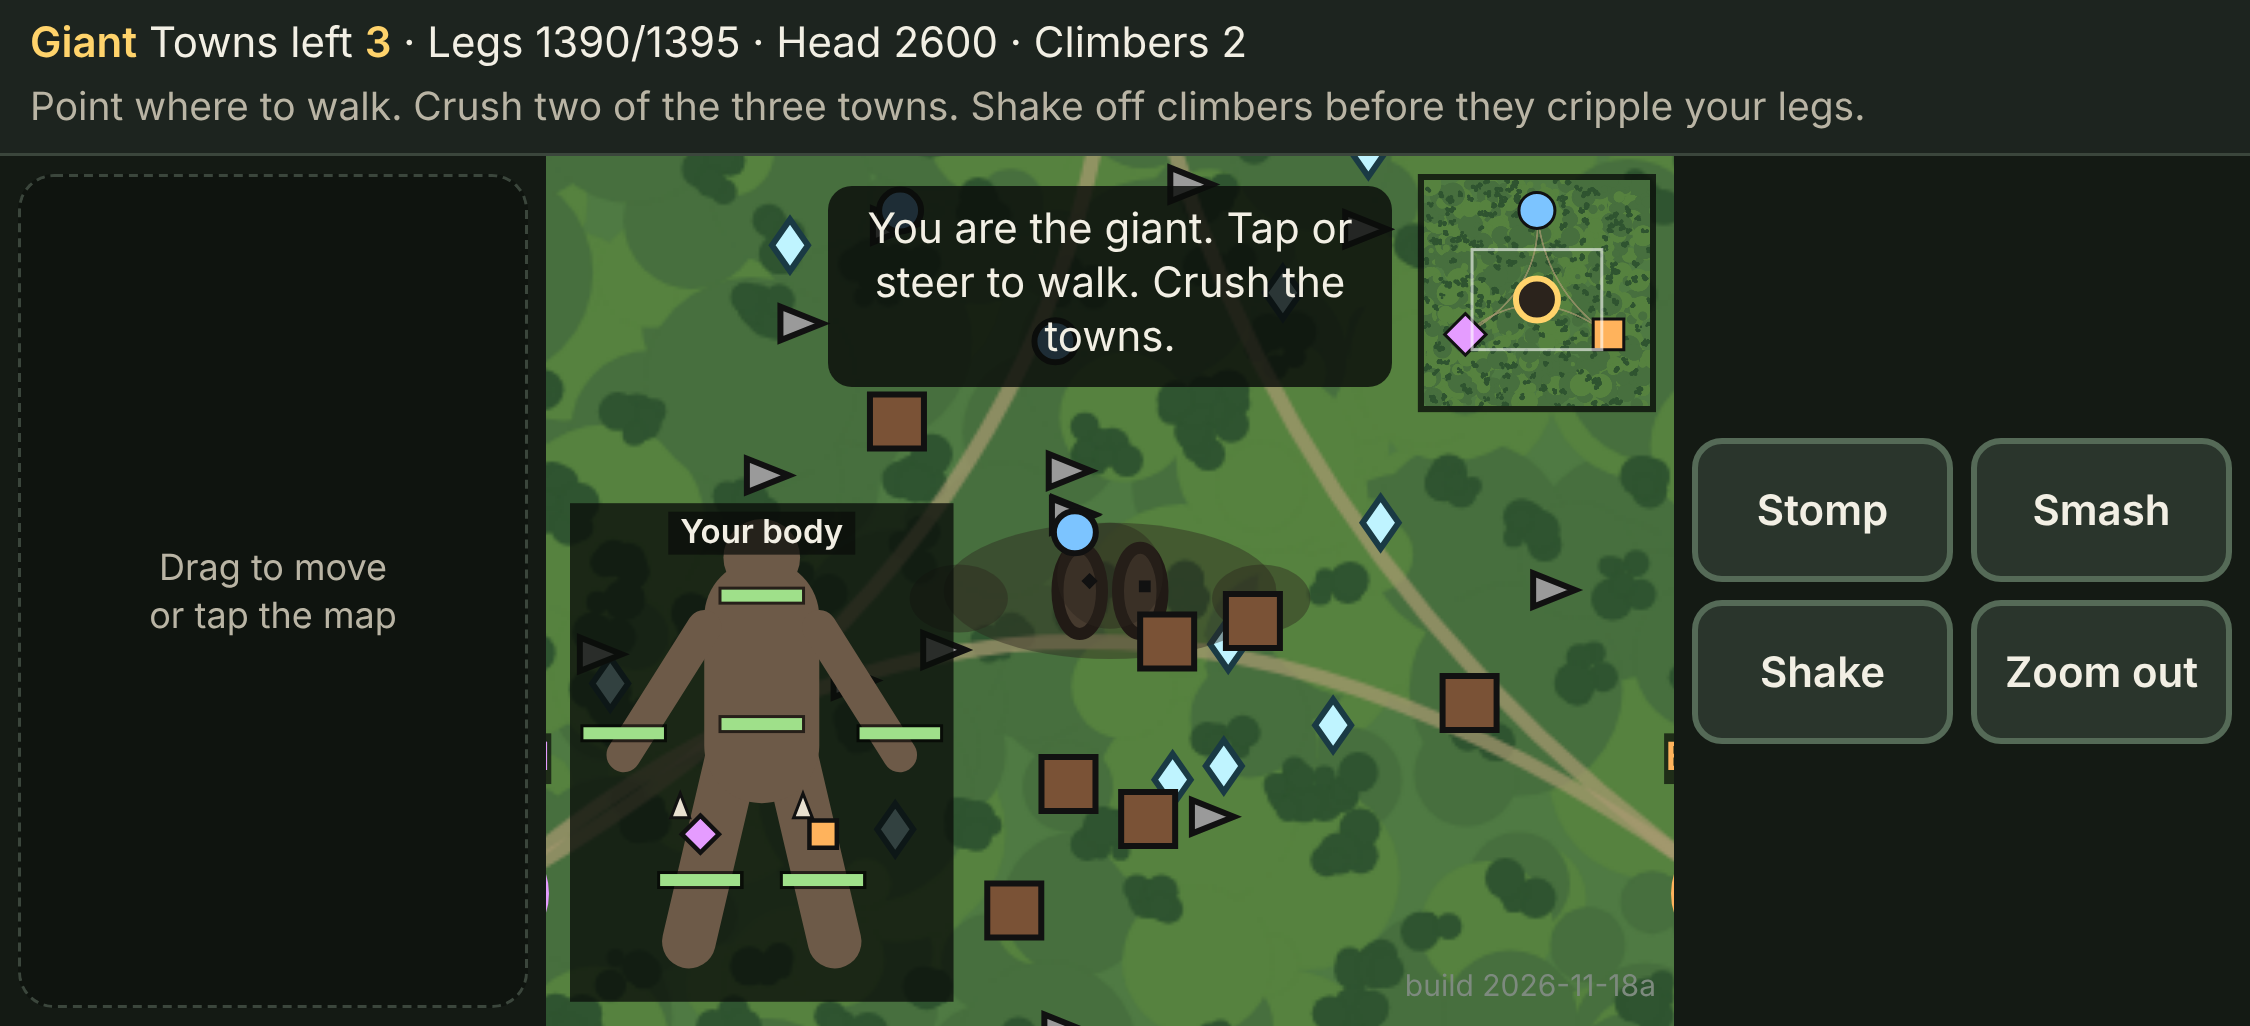 Giant Towns left 3 · Legs 1390/1395 · Head 2600 · Climbers 2
Point where to walk. Crush two of the three towns. Shake off climbers before they cripple your legs.
You are the giant. Tap or
steer to walk. Crush the
towns.
Your body
Drag to move
or tap the map
Stomp
Smash
Shake
Zoom out
build 2026-11-18a